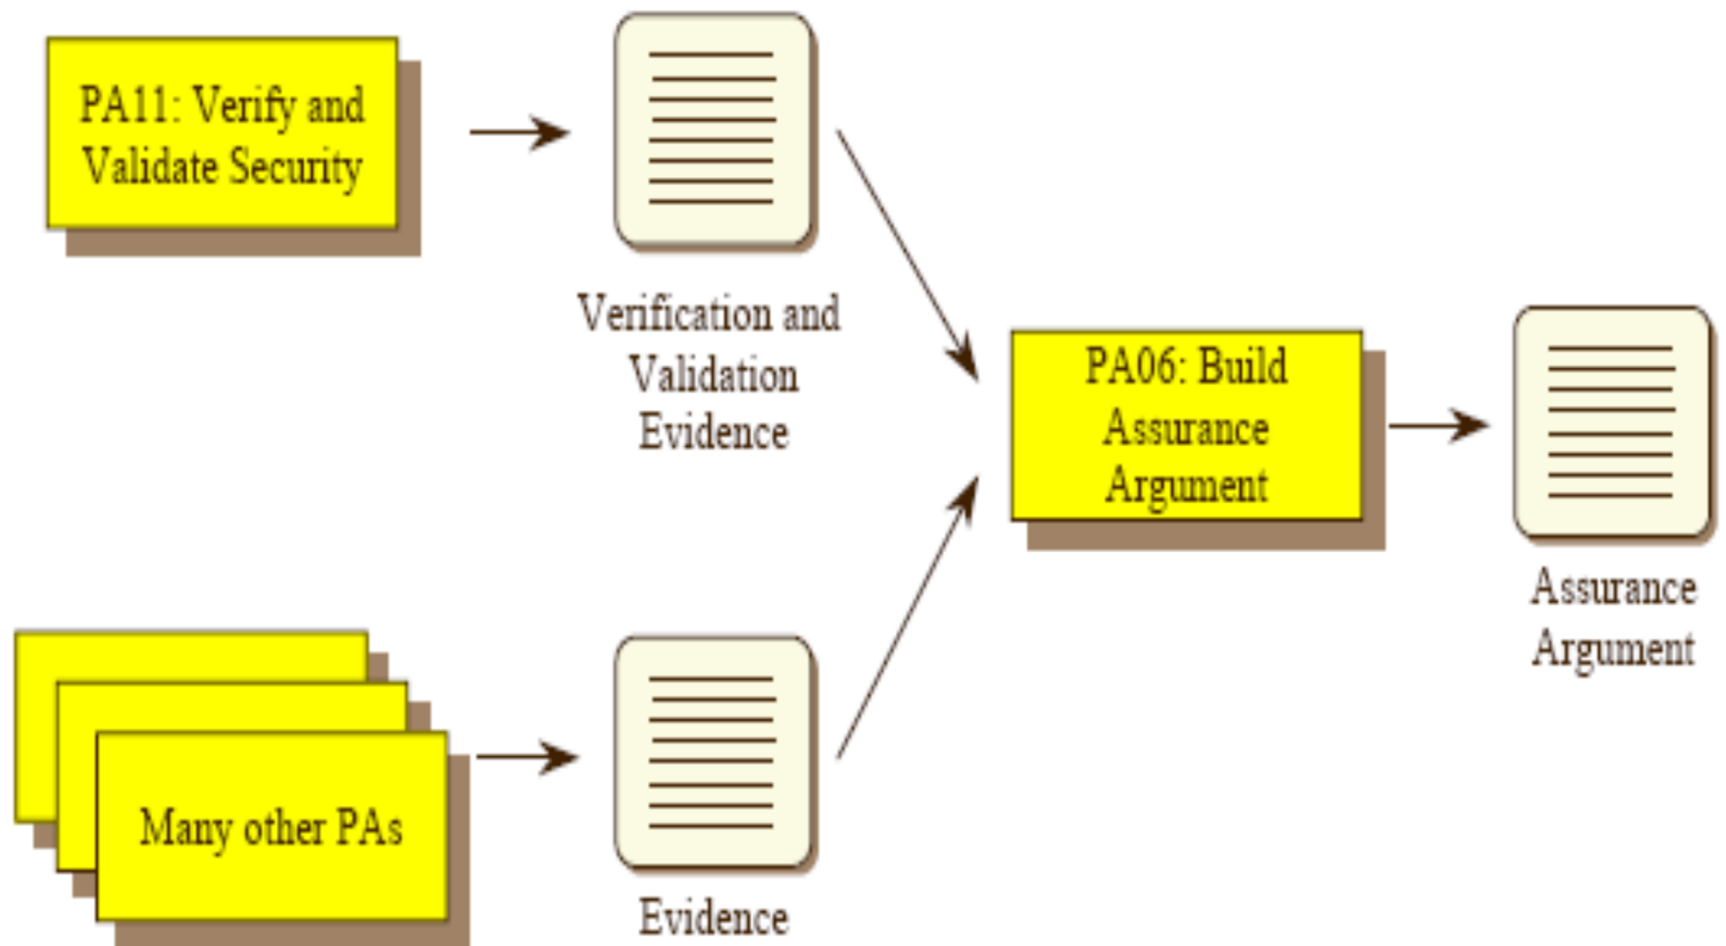 PA11: Verify and
Validate Security
Verification and
Validation
Evidence
PA06: Build
Assurance
Argument
Assurance
Argument
Many other PAs
Evidence